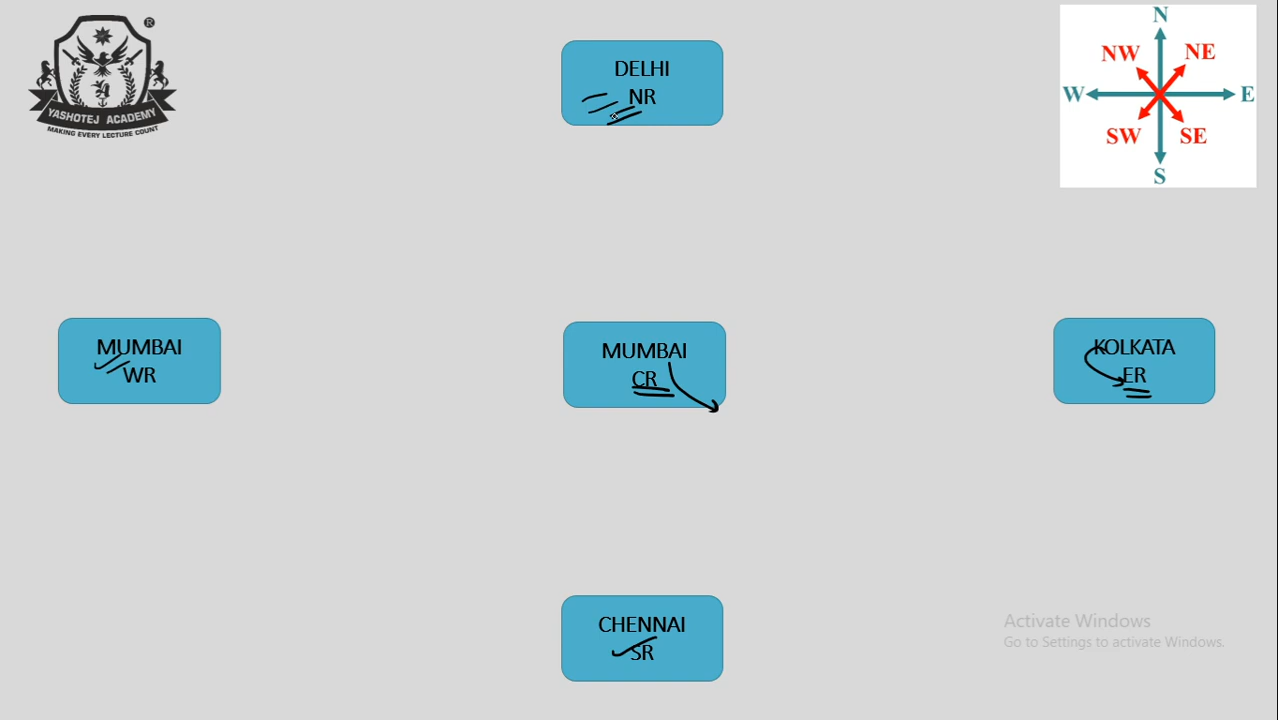 ®
YASHOTEJ ACADEMY
MAKING EVERY LECTURE COUNT
DELHI
NR
N
NW
NE
W
E
SW
SE
S
MUMBAI
WR
MUMBAI
CR
KOLKATA
ER
CHENNAI
SR
Activate Windows
Go to Settings to activate Windows.